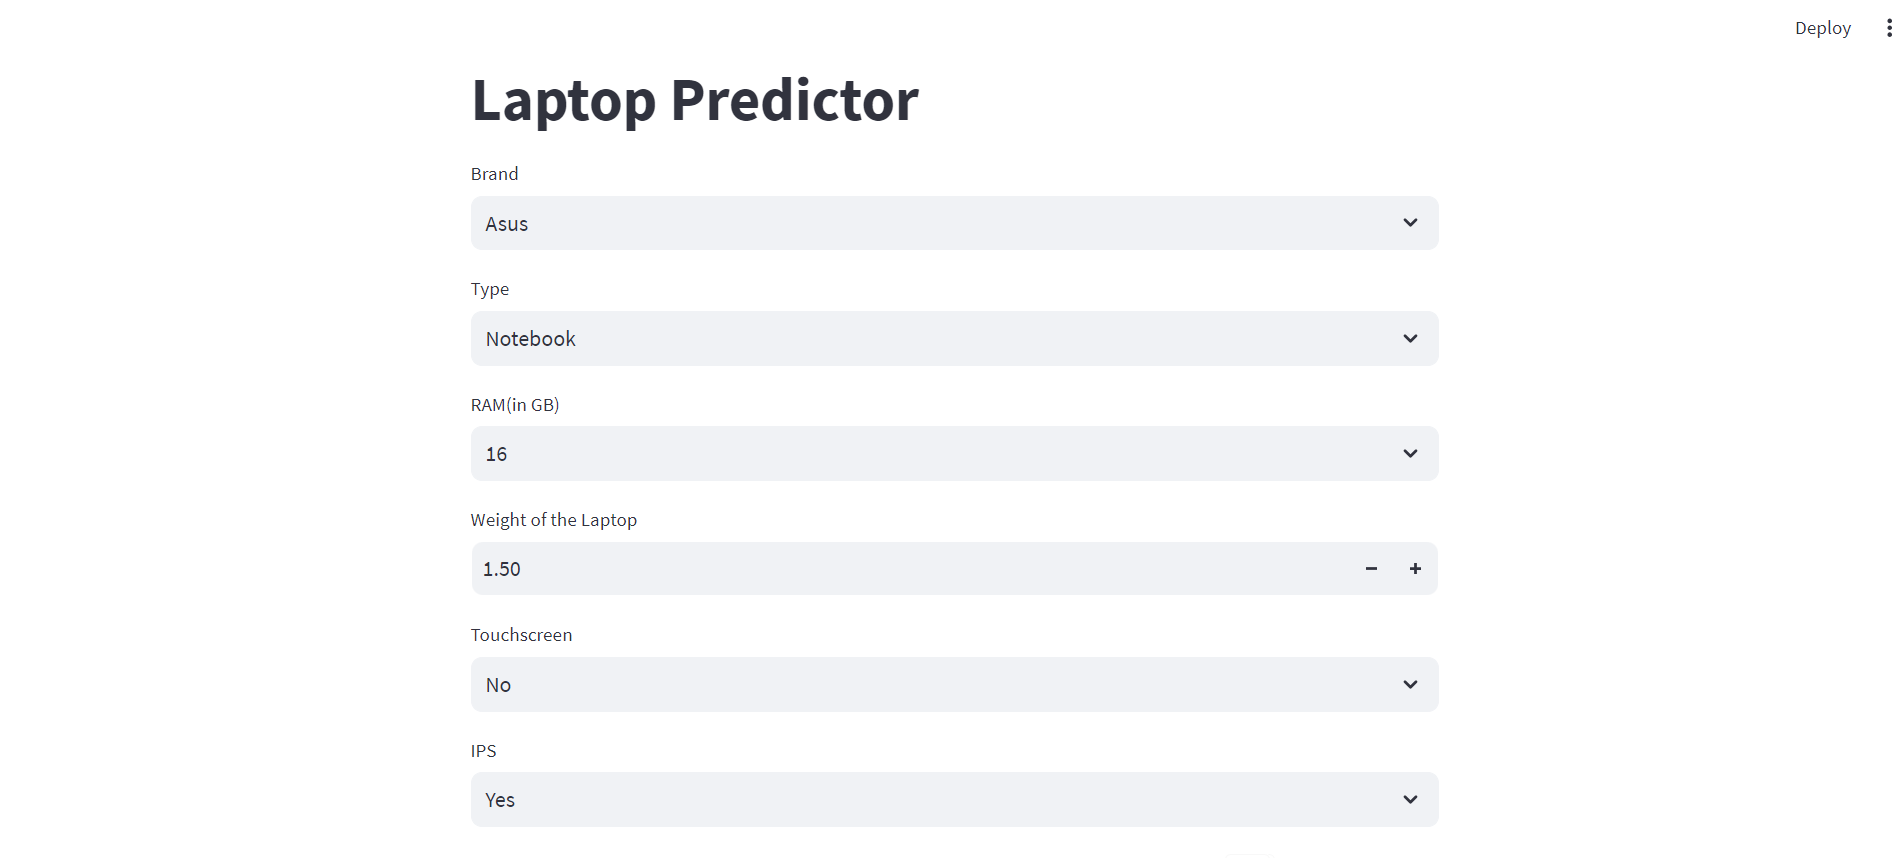 Deploy
Laptop Predictor
Brand
Asus
Type
Notebook
RAM(in GB)
16
Weight of the Laptop
1.50
Touchscreen
No
IPS
Yes